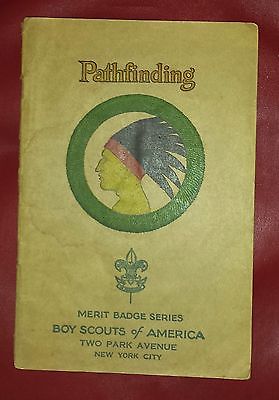 Pathfinding
MERIT BADGE SERIES
BOY SCOUTS of AMERICA
TWO PARK AVENUE
NEW YORK CITY